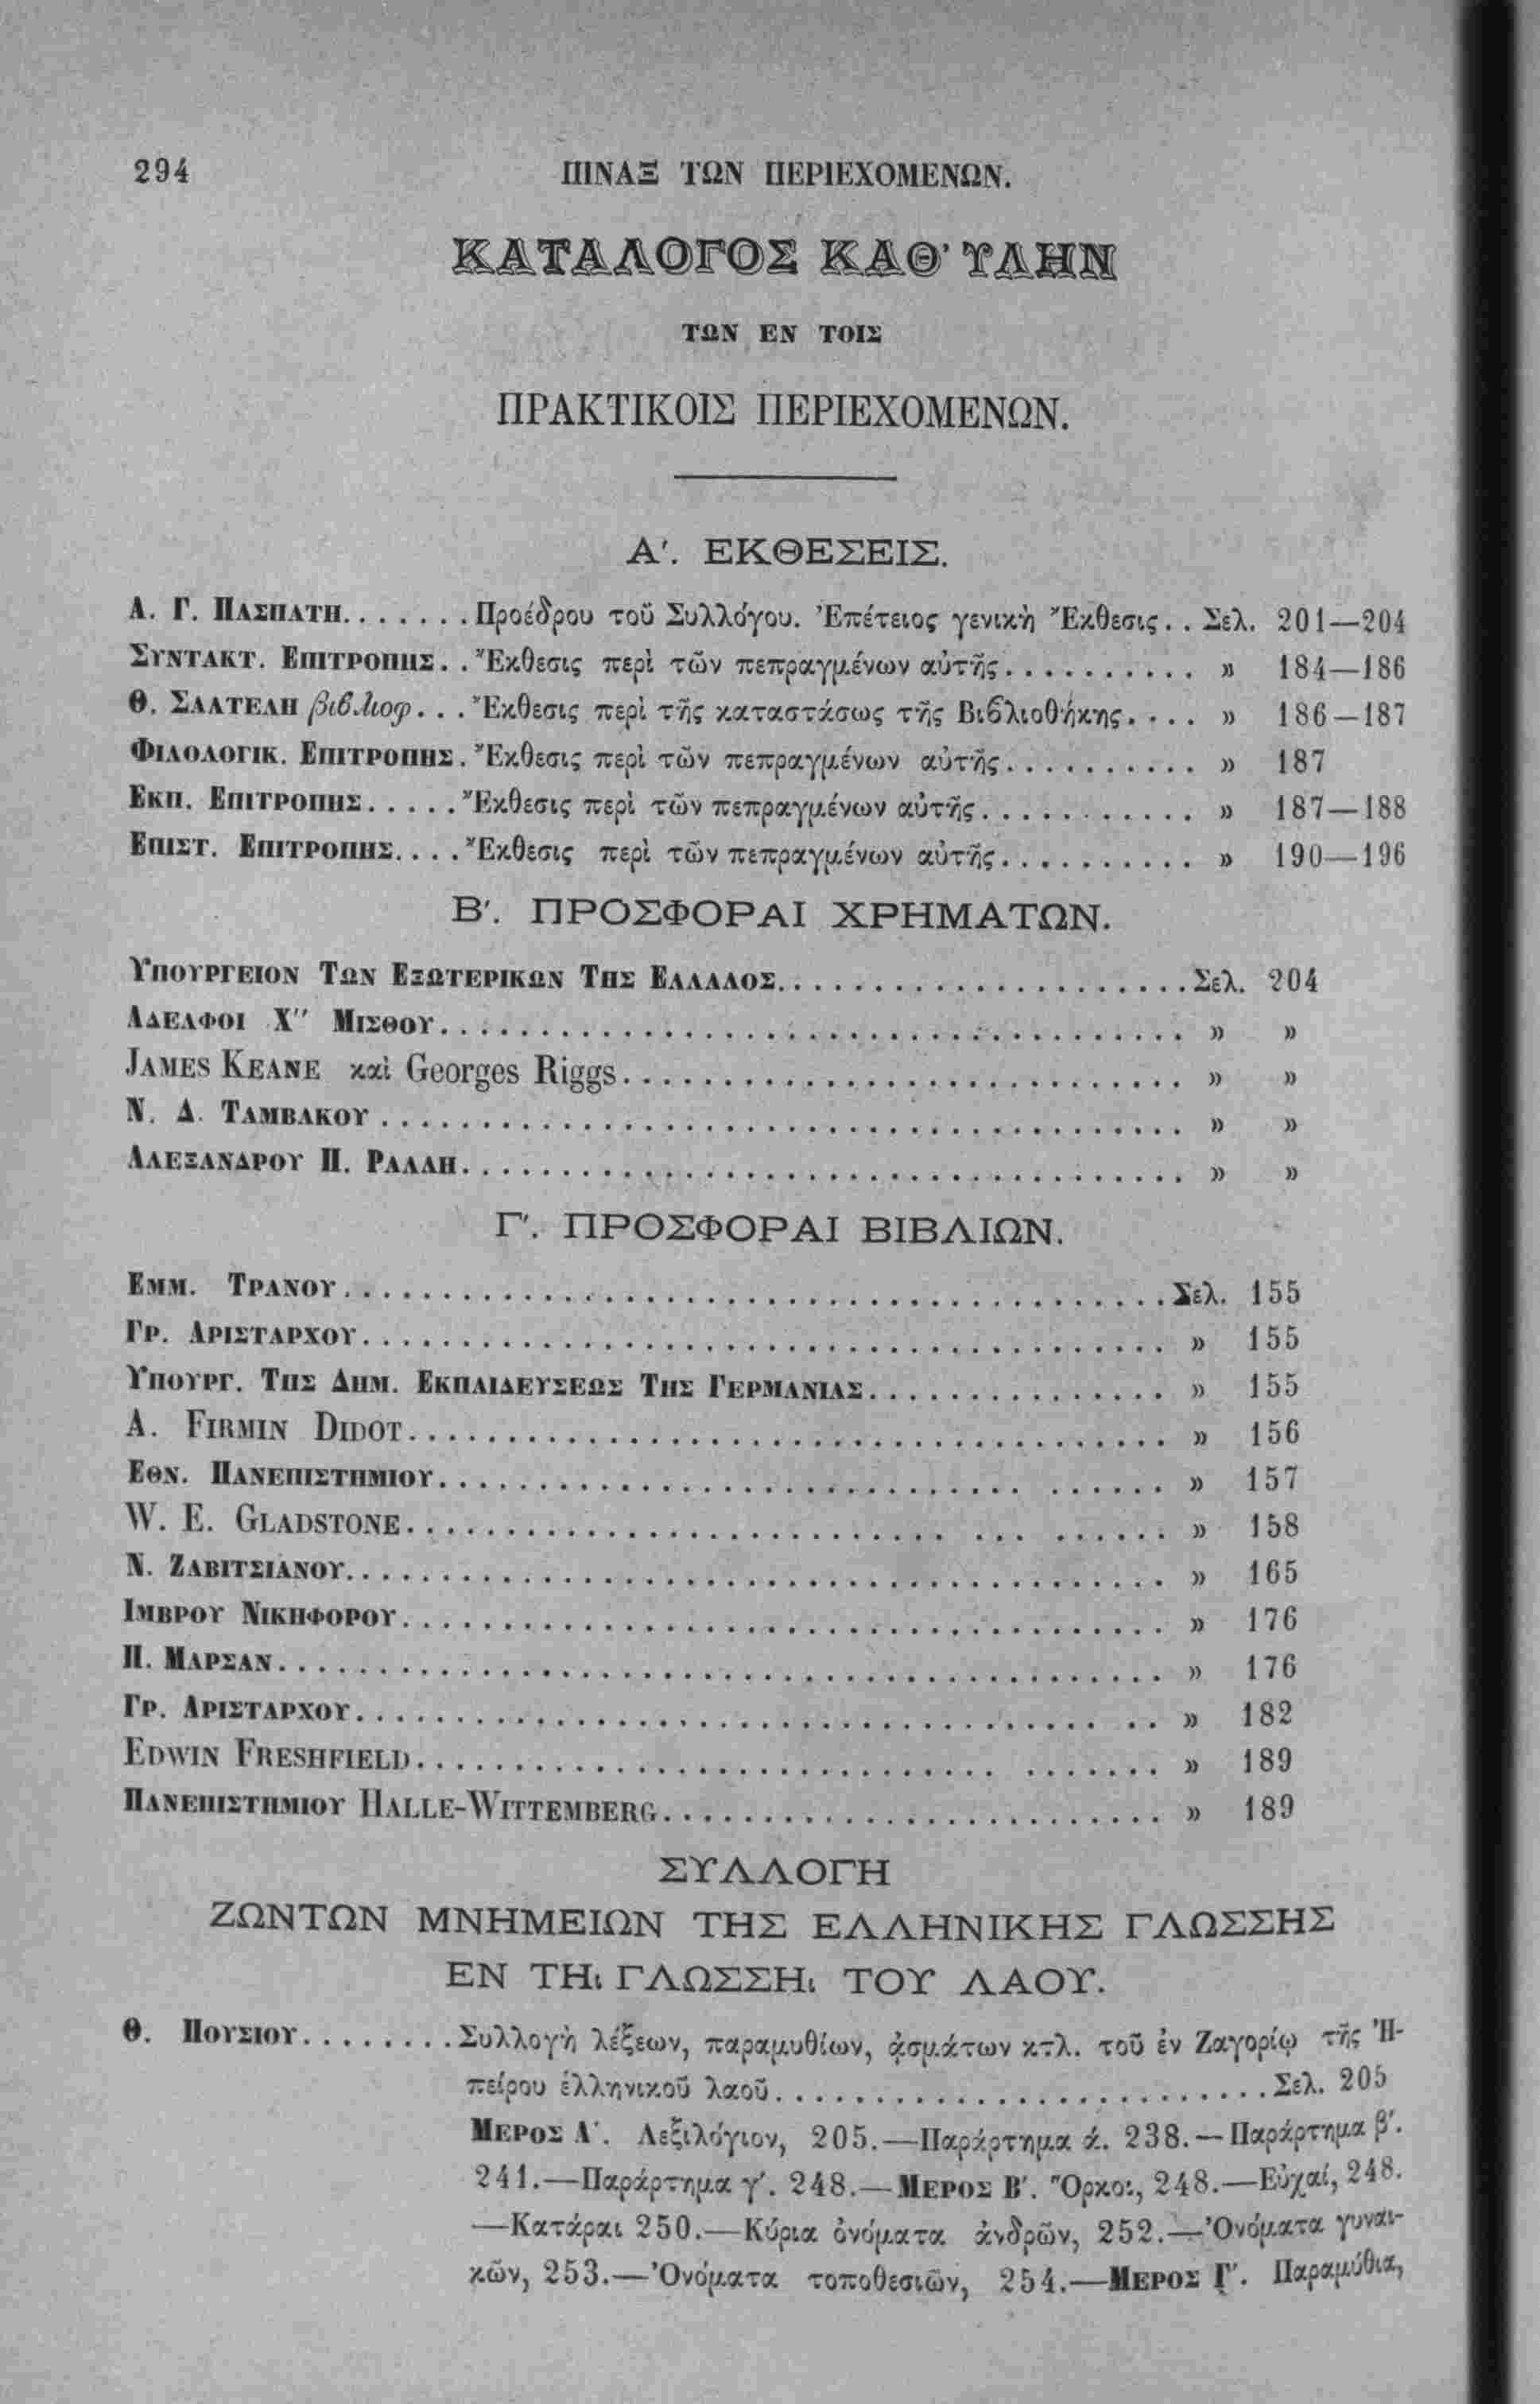 294 ΠΙΝΑΞ ΤΩΝ ΠΕΡΙΕΧΟΜΕΝΩΝ.
ΚΑΤΑΛΟΓΟΣ ΚΑΘ' ΥΛΗΝ
ΤΩΝ ΕΝ ΤΟΙΣ
ΠΡΑΚΤΙΚΟΙΣ ΠΕΡΙΕΧΟΜΕΝΩΝ.
Α'. ΕΚΘΕΣΕΙΣ.
Α. Γ. ΠΑΣΠΑΤΗ.......Προέδρου τοῦ Συλλόγου. Ἐπέτειος γενικὴ Ἔκθεσις.. Σελ. 201—204
ΣΥΝΤΑΚΤ. ΕΠΙΤΡΟΠΗΣ..Ἔκθεσις περὶ τῶν πεπραγμένων αὐτῆς.......... » 184—186
Θ. ΣΑΛΤΕΛΗ βιβλιοφ...Ἔκθεσις περὶ τῆς καταστάσως τῆς Βιβλιοθήκης.... » 186—187
ΦΙΛΟΛΟΓΙΚ. ΕΠΙΤΡΟΠΗΣ.Ἔκθεσις περὶ τῶν πεπραγμένων αὐτῆς.......... » 187
ΕΚΠ. ΕΠΙΤΡΟΠΗΣ.....Ἔκθεσις περὶ τῶν πεπραγμένων αὐτῆς........... » 187—188
ΕΠΙΣΤ. ΕΠΙΤΡΟΠΗΣ....Ἔκθεσις περὶ τῶν πεπραγμένων αὐτῆς.......... » 190—196
Β'. ΠΡΟΣΦΟΡΑΙ ΧΡΗΜΑΤΩΝ.
ΥΠΟΥΡΓΕΙΟΝ ΤΩΝ ΕΞΩΤΕΡΙΚΩΝ ΤΗΣ ΕΛΛΑΔΟΣ.....................Σελ. 204
ΑΔΕΛΦΟΙ Χ'' ΜΙΣΘΟΥ...................................... » »
JAMES KEANE καὶ Georges Riggs............................. » »
Ν. Δ. ΤΑΜΒΑΚΟΥ......................................... » »
ΑΛΕΞΑΝΔΡΟΥ Π. ΡΑΛΛΗ..................................... » »
Γ'. ΠΡΟΣΦΟΡΑΙ ΒΙΒΛΙΩΝ.
ΕΜΜ. ΤΡΑΝΟΥ..........................................Σελ. 155
ΓΡ. ΑΡΙΣΤΑΡΧΟΥ......................................... » 155
ΥΠΟΥΡΓ. ΤΗΣ ΔΗΜ. ΕΚΠΑΙΔΕΥΣΕΩΣ ΤΗΣ ΓΕΡΜΑΝΙΑΣ............... » 155
A. FIRMIN DIDOT....................................... » 156
ΕΘΝ. ΠΑΝΕΠΙΣΤΗΜΙΟΥ.................................... » 157
W. E. GLADSTONE....................................... » 158
Ν. ΖΑΒΙΤΣΙΑΝΟΥ.......................................... » 165
ΙΜΒΡΟΥ ΝΙΚΗΦΟΡΟΥ....................................... » 176
Π. ΜΑΡΣΑΝ............................................. » 176
ΓΡ. ΑΡΙΣΤΑΡΧΟΥ........................................ » 182
EDWIN FRESHFIELD.................................... » 189
ΠΑΝΕΠΙΣΤΗΜΙΟΥ HALLE-WITTEMBERG......................... » 189
ΣΥΛΛΟΓΗ
ΖΩΝΤΩΝ ΜΝΗΜΕΙΩΝ ΤΗΣ ΕΛΛΗΝΙΚΗΣ ΓΛΩΣΣΗΣ
ΕΝ ΤΗι ΓΛΩΣΣΗι ΤΟΥ ΛΑΟΥ.
Θ. ΠΟΥΣΙΟΥ........Συλλογὴ λέξεων, παραμυθίων, ᾀσμάτων κτλ. τοῦ ἐν Ζαγορίῳ τῆς Ἠ-
πείρου ἑλληνικοῦ λαοῦ.........................Σελ. 205
ΜΕΡΟΣ Α'. Λεξιλόγιον, 205.—Παράρτημα ά. 238.—Παράρτημα β'.
241.—Παράρτημα γ'. 248.—ΜΕΡΟΣ Β'. Ὅρκοι, 248.—Εὐχαί, 248.
—Κατάραι 250.—Κύρια ὀνόματα ἀνδρῶν, 252.—Ὀνόματα γυναι-
κῶν, 253.—Ὀνόματα τοποθεσιῶν, 254.—ΜΕΡΟΣ Γ'. Παραμύθια,